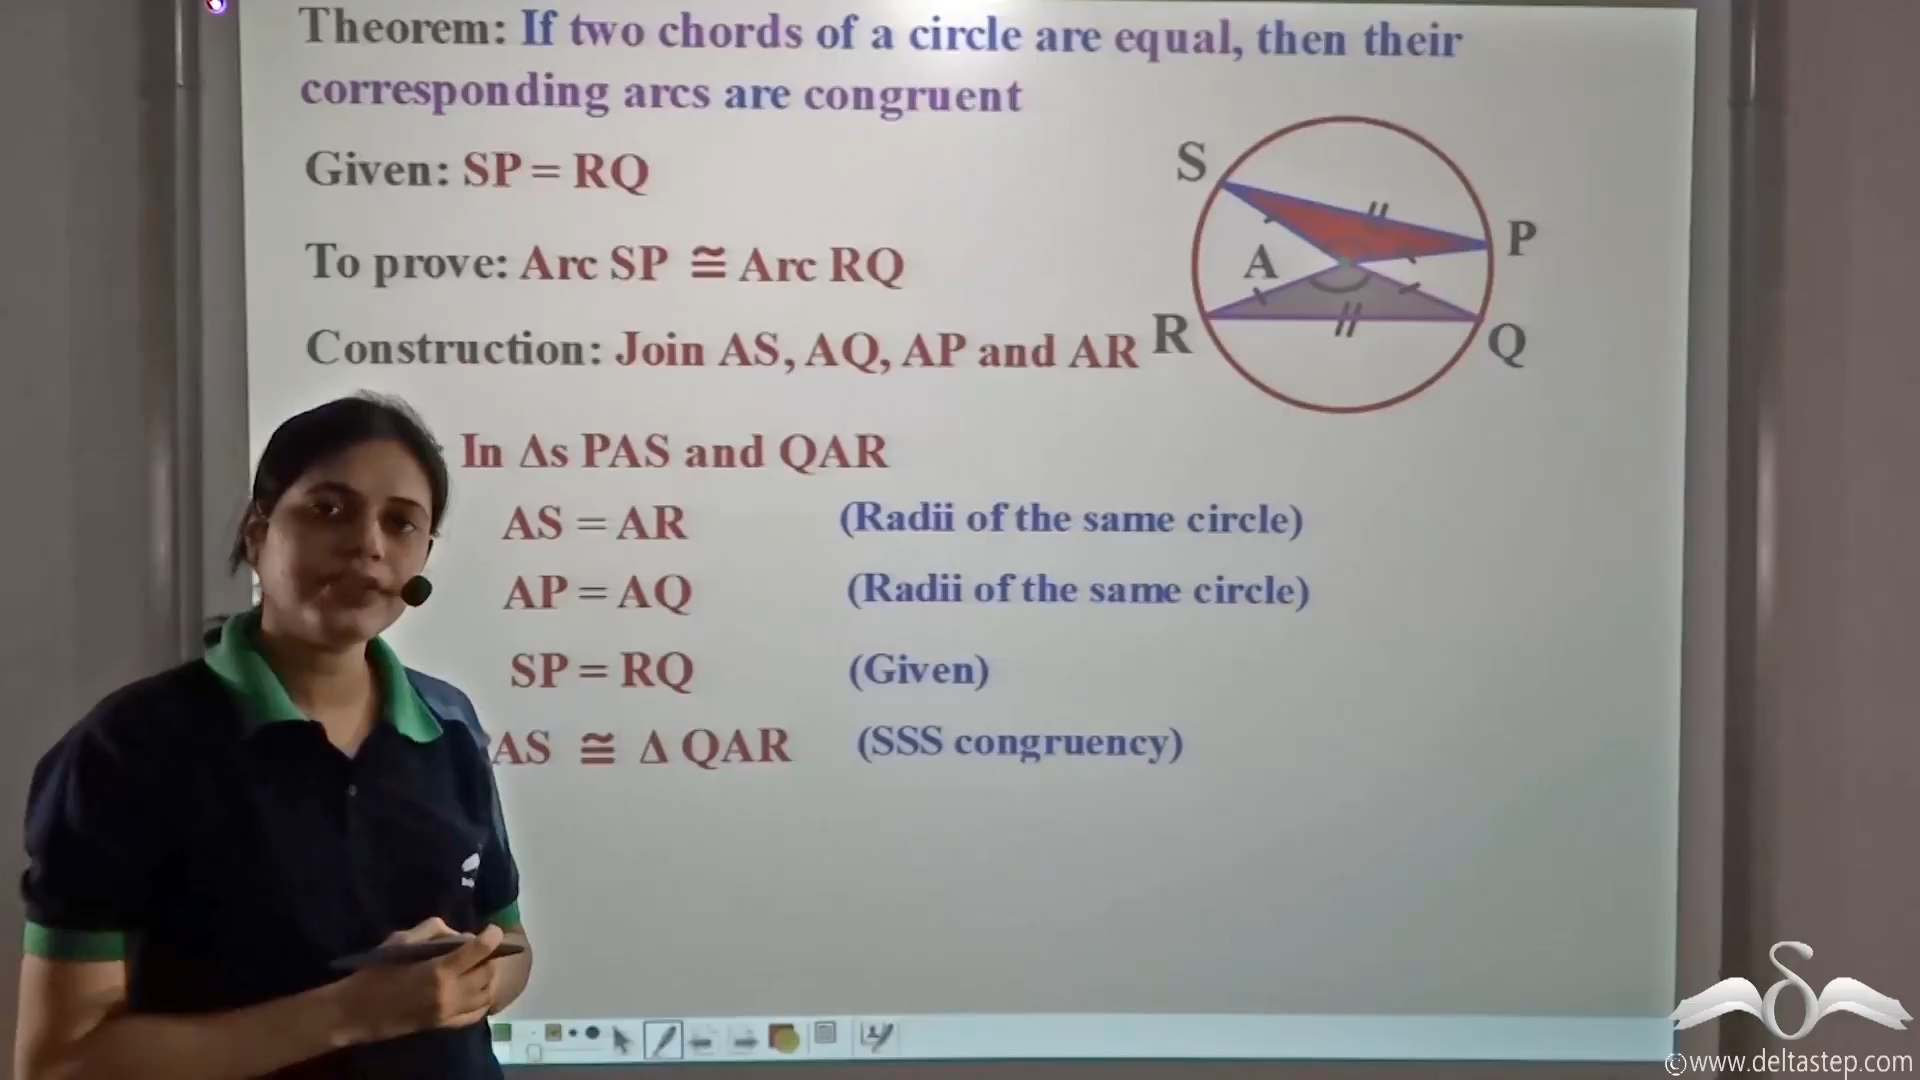 Theorem: If two chords of a circle are equal, then their
corresponding arcs are congruent
Given: SP = RQ
To prove: Arc SP ≅ Arc RQ
Construction: Join AS, AQ, AP and AR
S
P
A
R
Q
In Δs PAS and QAR
AS = AR (Radii of the same circle)
AP = AQ (Radii of the same circle)
SP = RQ (Given)
AS ≅ Δ QAR (SSS congruency)
©www.deltastep.com